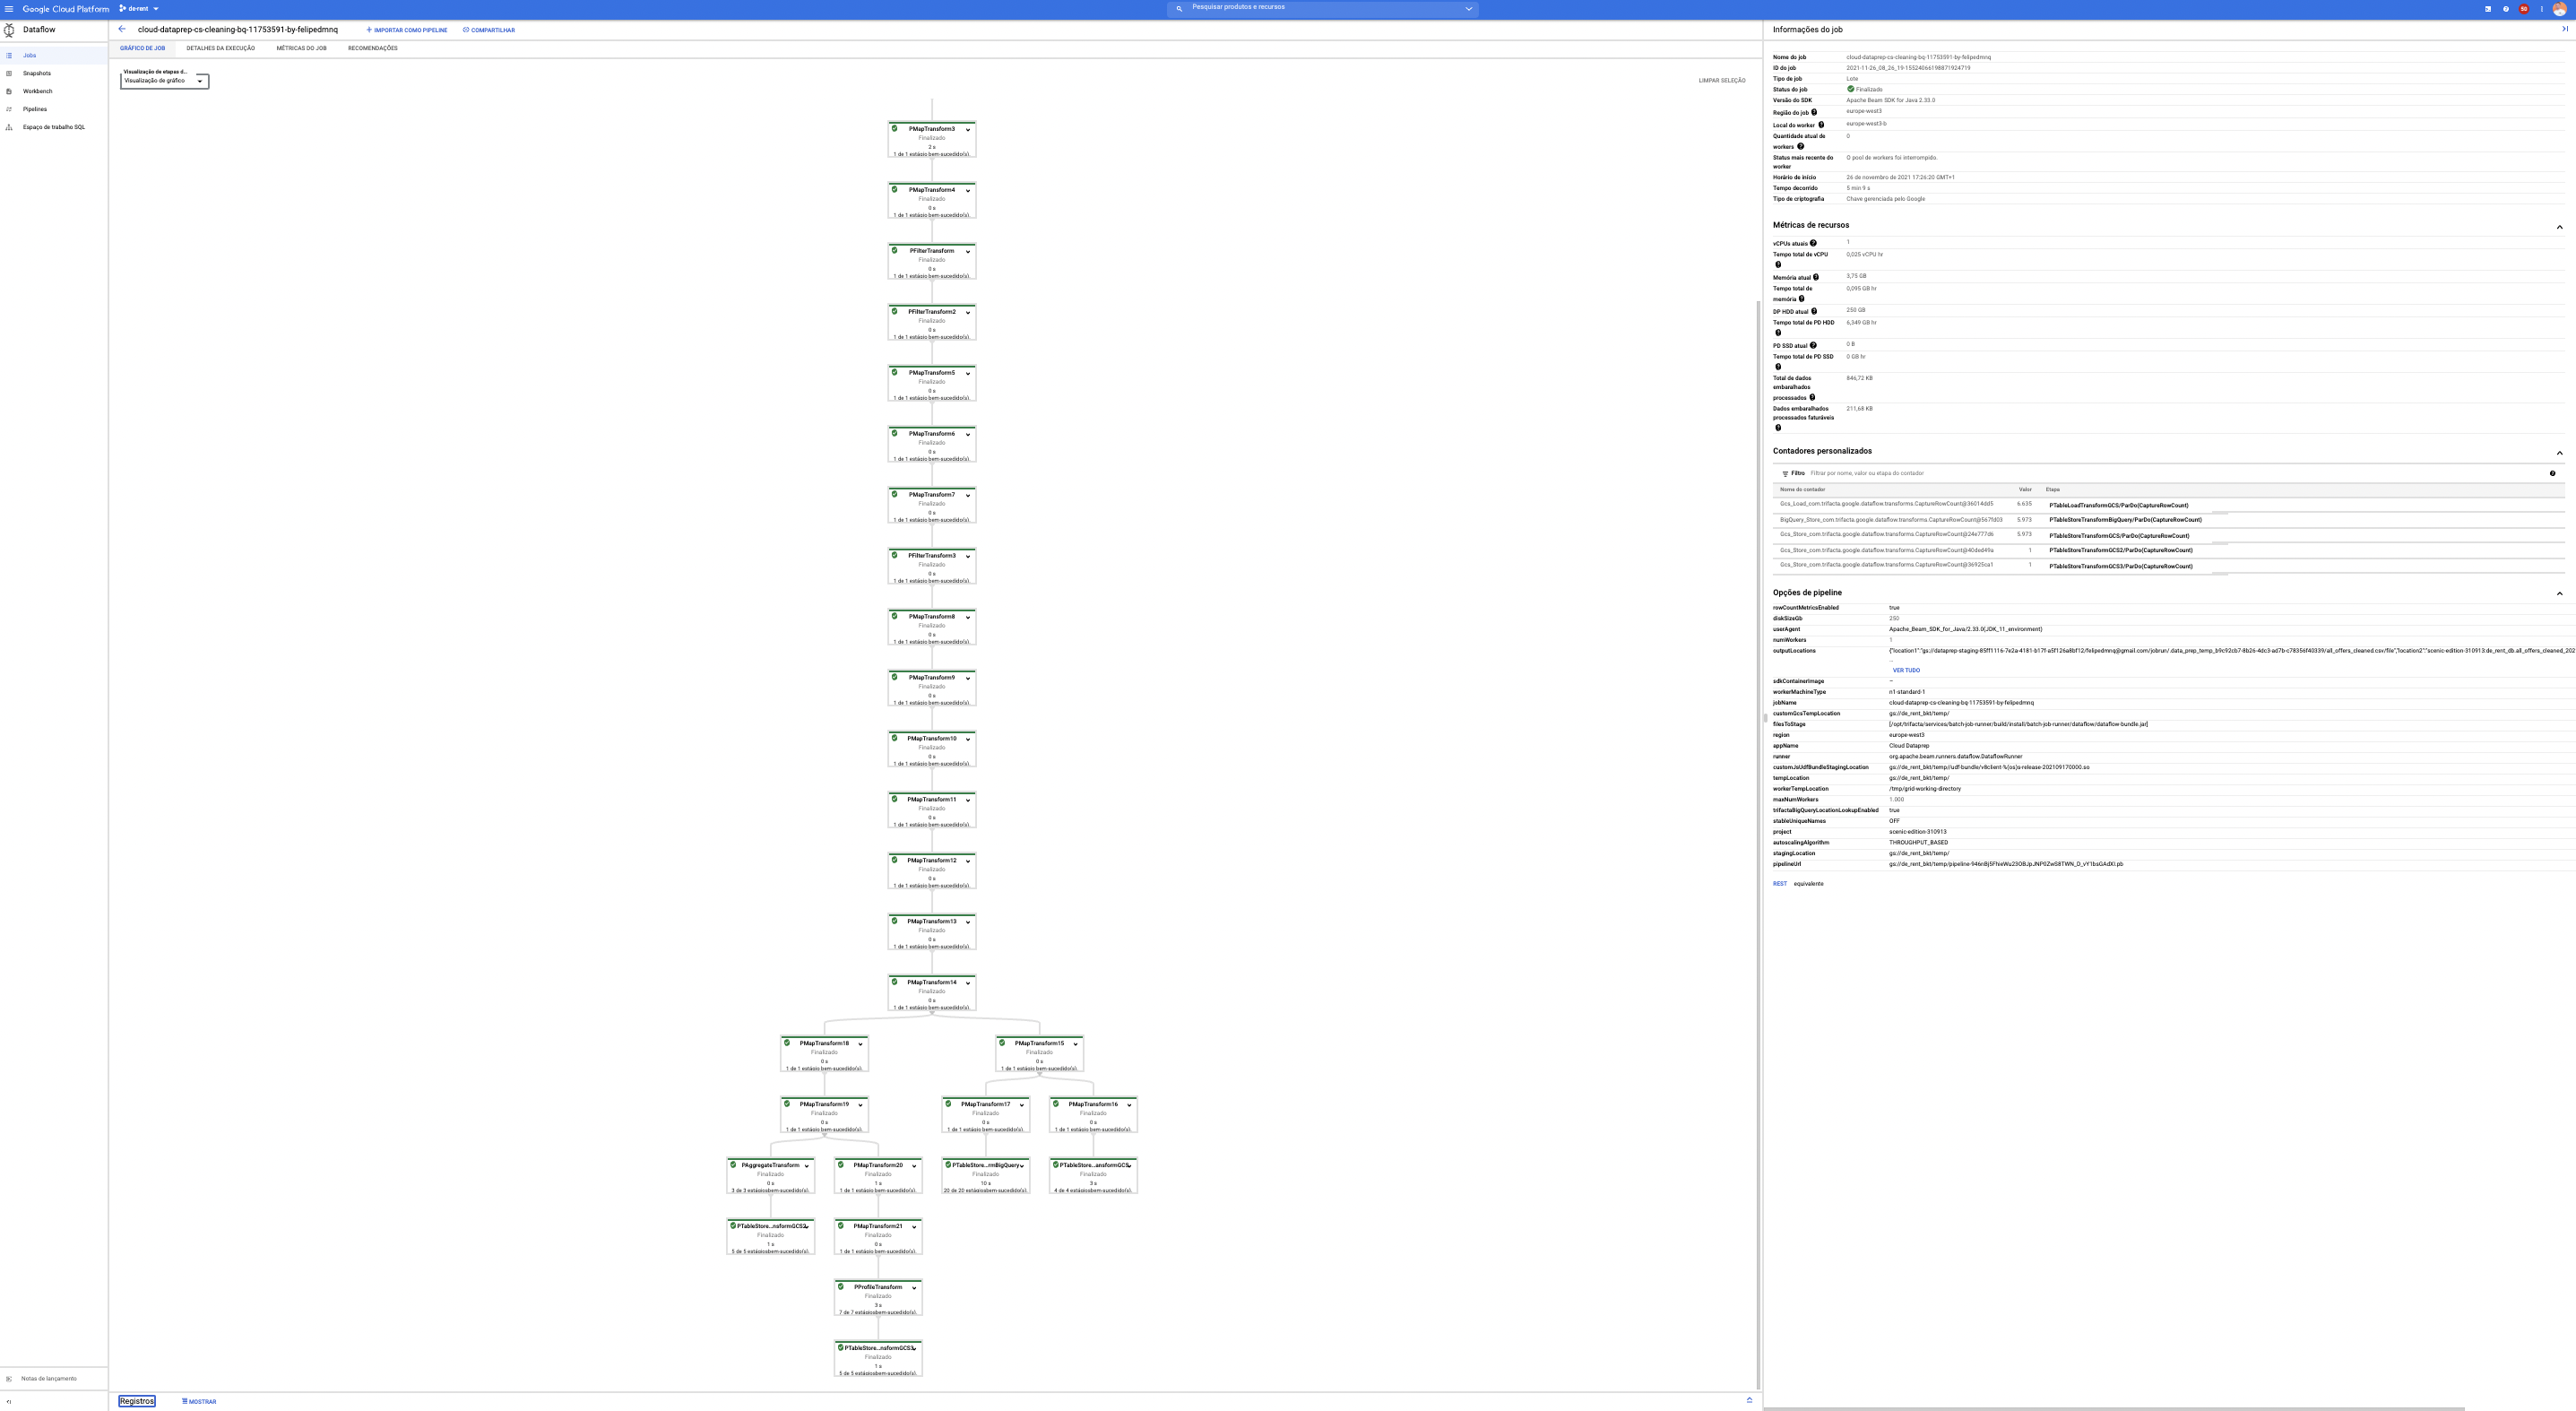 Google Cloud Platform
de-rent
Pesquisar produtos e recursos
50
Dataflow
Jobs
Snapshots
Workbench
Pipelines
Espaço de trabalho SQL
Notas de lançamento
cloud-dataprep-cs-cleaning-bq-11753591-by-felipedmnq
IMPORTAR COMO PIPELINE
COMPARTILHAR
GRÁFICO DE JOB
DETALHES DA EXECUÇÃO
MÉTRICAS DO JOB
RECOMENDAÇÕES
Visualização de etapas d...
Visualização de gráfico
LIMPAR SELEÇÃO
PMapTransform3
Finalizado
2 s
1 de 1 estágio bem-sucedido(s).
PMapTransform4
Finalizado
0 s
1 de 1 estágio bem-sucedido(s).
PFilterTransform
Finalizado
0 s
1 de 1 estágio bem-sucedido(s).
PFilterTransform2
Finalizado
0 s
1 de 1 estágio bem-sucedido(s).
PMapTransform5
Finalizado
0 s
1 de 1 estágio bem-sucedido(s).
PMapTransform6
Finalizado
0 s
1 de 1 estágio bem-sucedido(s).
PMapTransform7
Finalizado
0 s
1 de 1 estágio bem-sucedido(s).
PFilterTransform3
Finalizado
0 s
1 de 1 estágio bem-sucedido(s).
PMapTransform8
Finalizado
0 s
1 de 1 estágio bem-sucedido(s).
PMapTransform9
Finalizado
0 s
1 de 1 estágio bem-sucedido(s).
PMapTransform10
Finalizado
0 s
1 de 1 estágio bem-sucedido(s).
PMapTransform11
Finalizado
0 s
1 de 1 estágio bem-sucedido(s).
PMapTransform12
Finalizado
0 s
1 de 1 estágio bem-sucedido(s).
PMapTransform13
Finalizado
0 s
1 de 1 estágio bem-sucedido(s).
PMapTransform14
Finalizado
0 s
1 de 1 estágio bem-sucedido(s).
PMapTransform18
Finalizado
0 s
1 de 1 estágio bem-sucedido(s).
PMapTransform15
Finalizado
0 s
1 de 1 estágio bem-sucedido(s).
PMapTransform19
Finalizado
0 s
1 de 1 estágio bem-sucedido(s).
PMapTransform17
Finalizado
0 s
1 de 1 estágio bem-sucedido(s).
PMapTransform16
Finalizado
0 s
1 de 1 estágio bem-sucedido(s).
PAggregateTransform
Finalizado
0 s
3 de 3 estágiosbem-sucedido(s).
PMapTransform20
Finalizado
1 s
1 de 1 estágio bem-sucedido(s).
PTableStore...rmBigQuery
Finalizado
10 s
20 de 20 estágiosbem-sucedido(s).
PTableStore...ansformGCS
Finalizado
3 s
4 de 4 estágiosbem-sucedido(s).
PTableStore...nsformGCS2
Finalizado
1 s
5 de 5 estágiosbem-sucedido(s).
PMapTransform21
Finalizado
0 s
1 de 1 estágio bem-sucedido(s).
PProfileTransform
Finalizado
3 s
7 de 7 estágiosbem-sucedido(s).
PTableStore...nsformGCS3
Finalizado
1 s
5 de 5 estágiosbem-sucedido(s).
Registros
MOSTRAR
Informações do job
Nome do job cloud-dataprep-cs-cleaning-bq-11753591-by-felipedmnq
ID do job 2021-11-26_08_26_19-15524066198871924719
Tipo de job Lote
Status do job Finalizado
Versão do SDK Apache Beam SDK for Java 2.33.0
Região do job europe-west3
Local do worker europe-west3-b
Quantidade atual de workers 0
Status mais recente do worker O pool de workers foi interrompido.
Horário de início 26 de novembro de 2021 17:26:20 GMT+1
Tempo decorrido 5 min 9 s
Tipo de criptografia Chave gerenciada pelo Google
Métricas de recursos
vCPUs atuais 1
Tempo total de vCPU 0,025 vCPU hr
Memória atual 3,75 GB
Tempo total de memória 0,095 GB hr
DP HDD atual 250 GB
Tempo total de PD HDD 6,349 GB hr
PD SSD atual 0 B
Tempo total de PD SSD 0 GB hr
Total de dados embaralhados processados 846,72 KB
Dados embaralhados processados faturáveis 211,68 KB
Contadores personalizados
Filtro Filtrar por nome, valor ou etapa do contador
Nome do contador Valor Etapa
Gcs_Load_com.trifacta.google.dataflow.transforms.CaptureRowCount@36014dd5 6.635 PTableLoadTransformGCS/ParDo(CaptureRowCount)
BigQuery_Store_com.trifacta.google.dataflow.transforms.CaptureRowCount@567fd03 5.973 PTableStoreTransformBigQuery/ParDo(CaptureRowCount)
Gcs_Store_com.trifacta.google.dataflow.transforms.CaptureRowCount@24e777d6 5.973 PTableStoreTransformGCS/ParDo(CaptureRowCount)
Gcs_Store_com.trifacta.google.dataflow.transforms.CaptureRowCount@40ded49a 1 PTableStoreTransformGCS2/ParDo(CaptureRowCount)
Gcs_Store_com.trifacta.google.dataflow.transforms.CaptureRowCount@36925ca1 1 PTableStoreTransformGCS3/ParDo(CaptureRowCount)
Opções de pipeline
rowCountMetricsEnabled true
diskSizeGb 250
userAgent Apache_Beam_SDK_for_Java/2.33.0(JDK_11_environment)
numWorkers 1
outputLocations {"location1":"gs://dataprep-staging-85ff1116-7e2a-4181-b17f-a5f126a8bf12/felipedmnq@gmail.com/jobrun/.data_prep_temp_b9c92cb7-8b26-4dc3-ad7b-c78356f40339/all_offers_cleaned.csv/file","location2":"scenic-edition-310913:de_rent_db.all_offers_cleaned_202
...
VER TUDO
sdkContainerImage –
workerMachineType n1-standard-1
jobName cloud-dataprep-cs-cleaning-bq-11753591-by-felipedmnq
customGcsTempLocation gs://de_rent_bkt/temp/
filesToStage [/opt/trifacta/services/batch-job-runner/build/install/batch-job-runner/dataflow/dataflow-bundle.jar]
region europe-west3
appName Cloud Dataprep
runner org.apache.beam.runners.dataflow.DataflowRunner
customJsUdfBundleStagingLocation gs://de_rent_bkt/temp//udf-bundle/v8client-%(os)s-release-202109170000.so
tempLocation gs://de_rent_bkt/temp/
workerTempLocation /tmp/grid-working-directory
maxNumWorkers 1.000
trifactaBigQueryLocationLookupEnabled true
stableUniqueNames OFF
project scenic-edition-310913
autoscalingAlgorithm THROUGHPUT_BASED
stagingLocation gs://de_rent_bkt/temp/
pipelineUrl
REST equivalente